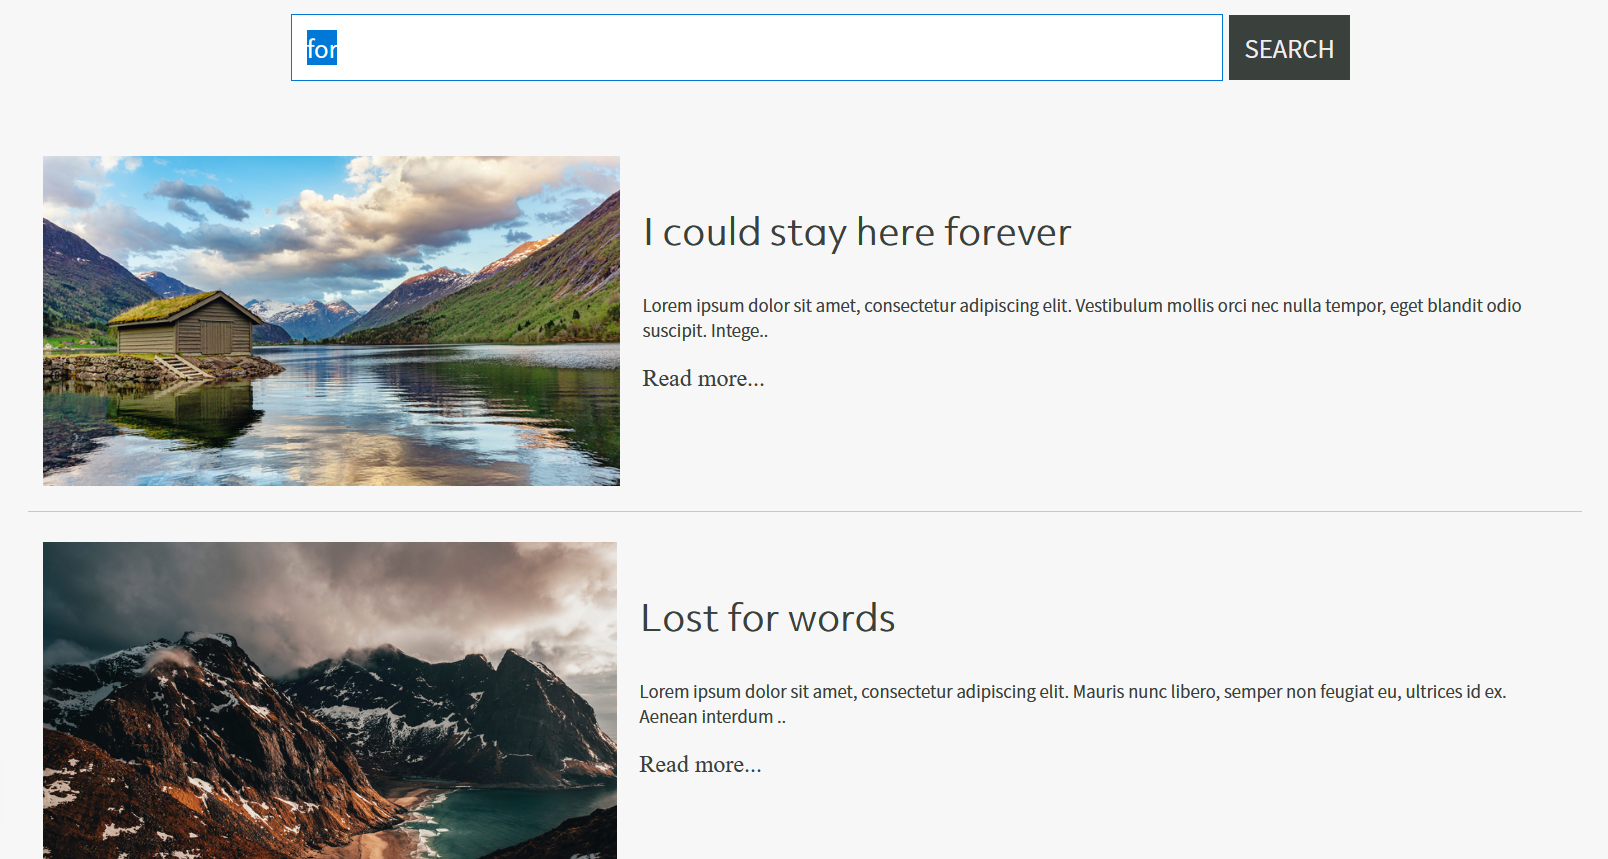 for
SEARCH
I could stay here forever
Lorem ipsum dolor sit amet, consectetur adipiscing elit. Vestibulum mollis orci nec nulla tempor, eget blandit odio
suscipit. Intege..
Read more...
Lost for words
Lorem ipsum dolor sit amet, consectetur adipiscing elit. Mauris nunc libero, semper non feugiat eu, ultrices id ex.
Aenean interdum ..
Read more...